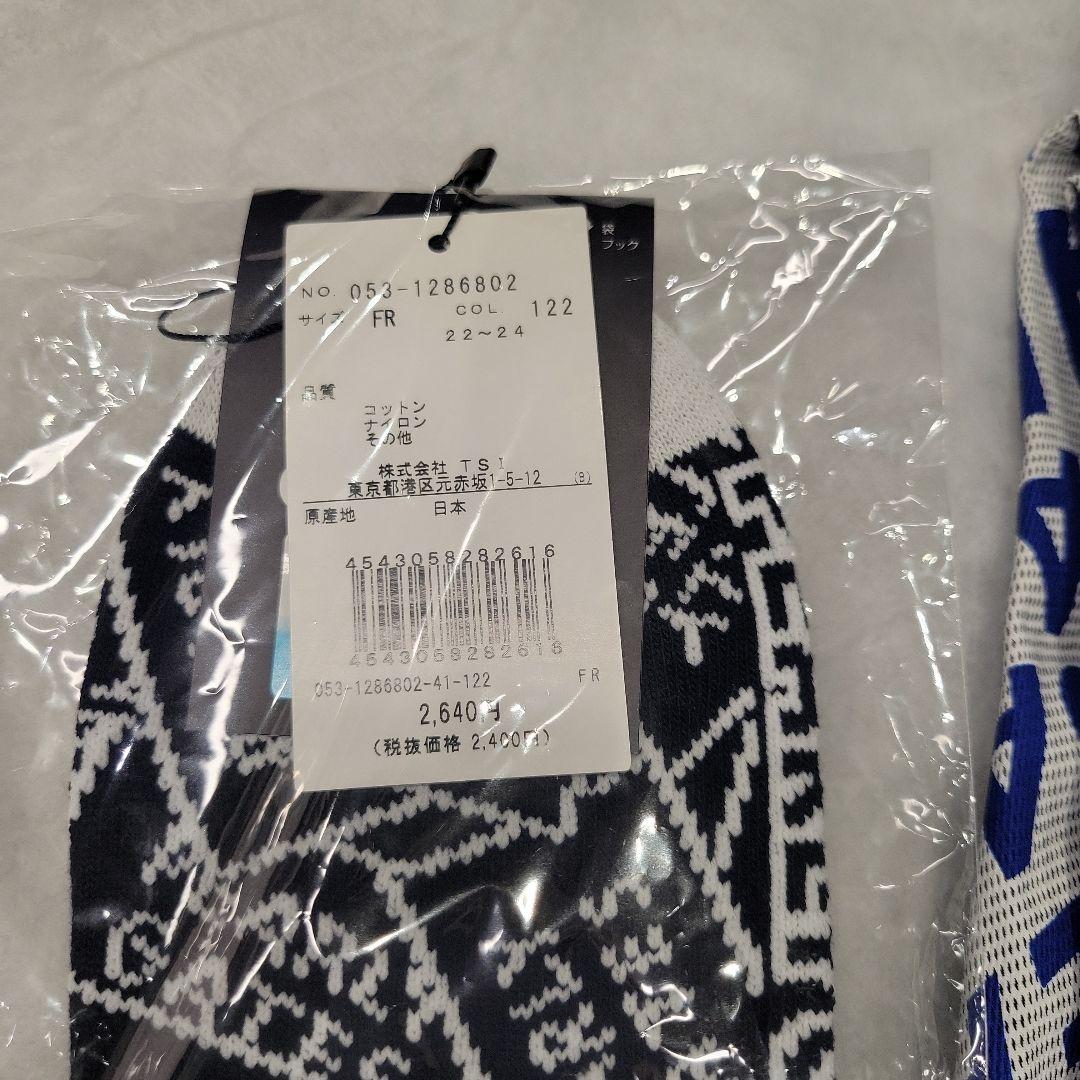 袋
フック
NO. 053-1286802
サイズ FR COL 122
22~24
品質
コットン
ナイロン
その他
株式会社 TSI
東京都港区元赤坂1-5-12 (B)
原産地 日本
4543058282616
4543058282616
053-1286802-41-122 FR
2,640円
(税抜価格 2,400円)